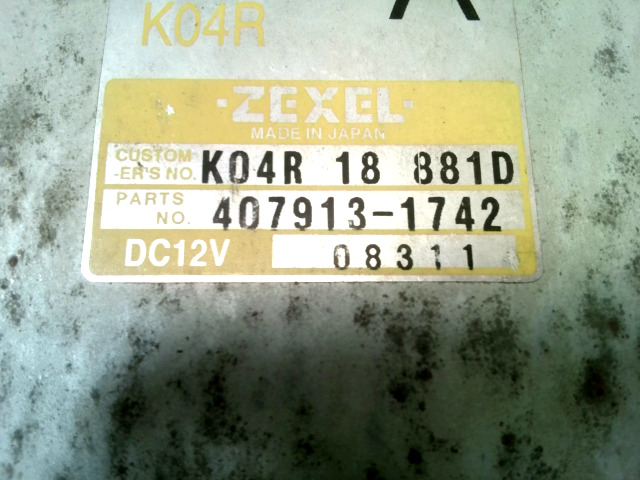 K04R
A
·ZEXEL·
MADE IN JAPAN
CUSTOM
-ER'S NO. K04R 18 881D
PARTS
NO. 407913-1742
DC12V 08311